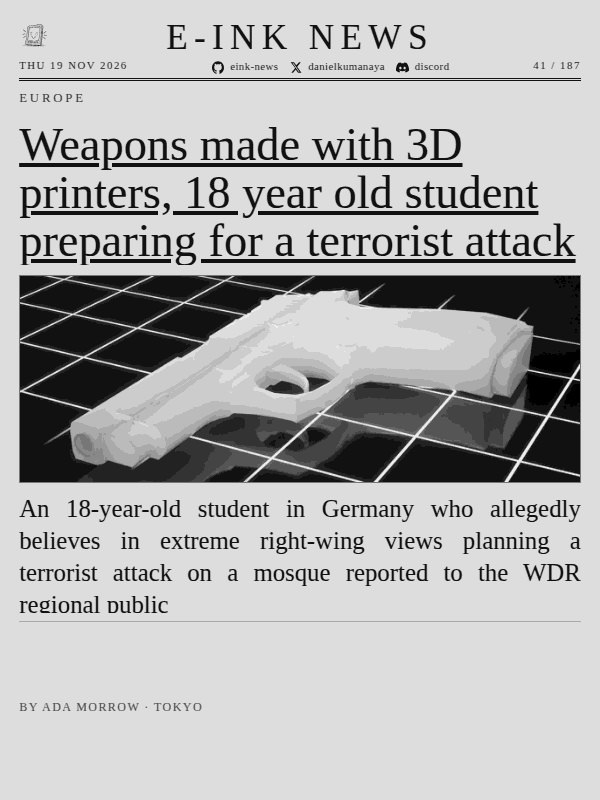 E-INK NEWS
THU 19 NOV 2026
eink-news danielkumanaya discord
41 / 187
EUROPE
Weapons made with 3D
printers, 18 year old student
preparing for a terrorist attack
An 18-year-old student in Germany who allegedly
believes in extreme right-wing views planning a
terrorist attack on a mosque reported to the WDR
regional public
BY ADA MORROW · TOKYO